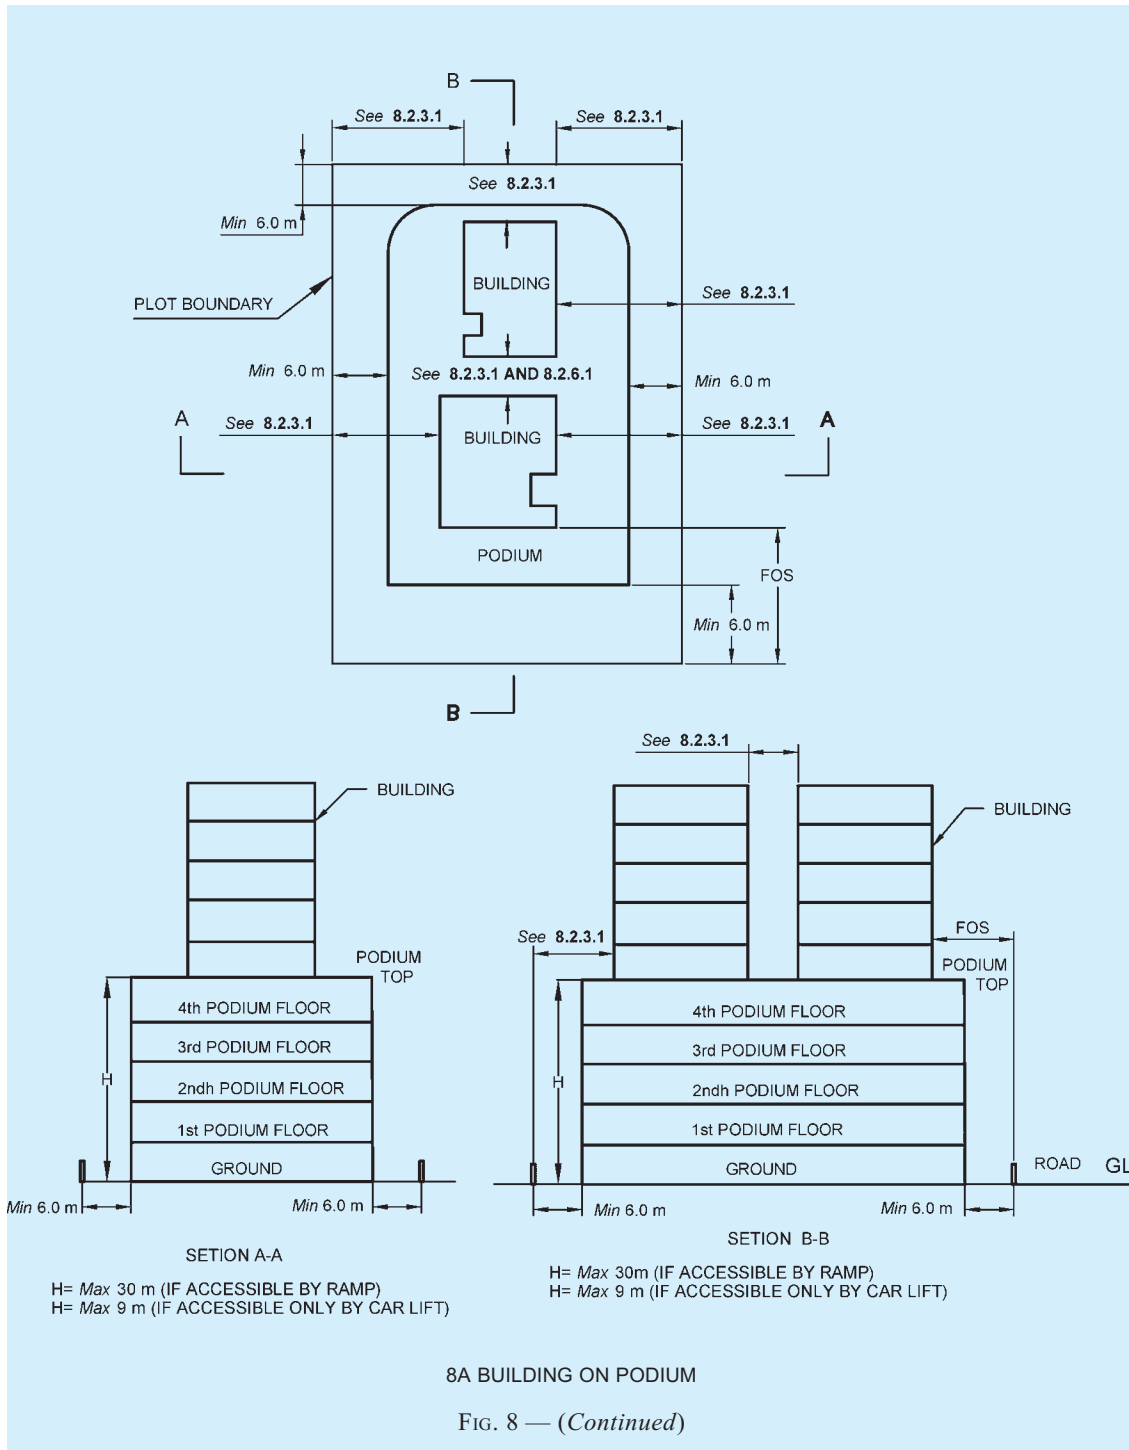 B
See 8.2.3.1
See 8.2.3.1
See 8.2.3.1
Min 6.0 m
BUILDING
See 8.2.3.1
PLOT BOUNDARY
Min 6.0 m
See 8.2.3.1 AND 8.2.6.1
Min 6.0 m
A
See 8.2.3.1
See 8.2.3.1
A
BUILDING
PODIUM
FOS
Min 6.0 m
B
See 8.2.3.1
BUILDING
PODIUM
TOP
4th PODIUM FLOOR
3rd PODIUM FLOOR
2ndh PODIUM FLOOR
1st PODIUM FLOOR
GROUND
H
Min 6.0 m
Min 6.0 m
SETION A-A
H= Max 30 m (IF ACCESSIBLE BY RAMP)
H= Max 9 m (IF ACCESSIBLE ONLY BY CAR LIFT)
BUILDING
See 8.2.3.1
FOS
PODIUM
TOP
4th PODIUM FLOOR
3rd PODIUM FLOOR
2ndh PODIUM FLOOR
1st PODIUM FLOOR
GROUND
H
ROAD
GL
Min 6.0 m
Min 6.0 m
SETION B-B
H= Max 30m (IF ACCESSIBLE BY RAMP)
H= Max 9 m (IF ACCESSIBLE ONLY BY CAR LIFT)
8A BUILDING ON PODIUM
FIG. 8 — (Continued)